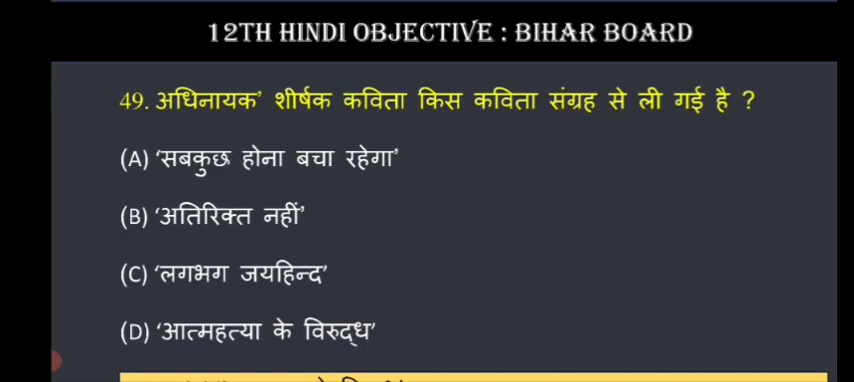 12TH HINDI OBJECTIVE : BIHAR BOARD
49. अधिनायक’ शीर्षक कविता किस कविता संग्रह से ली गई है ?
(A) ‘सबकुछ होना बचा रहेगा’
(B) ‘अतिरिक्त नहीं’
(C) ‘लगभग जयहिन्द’
(D) ‘आत्महत्या के विरुद्ध’